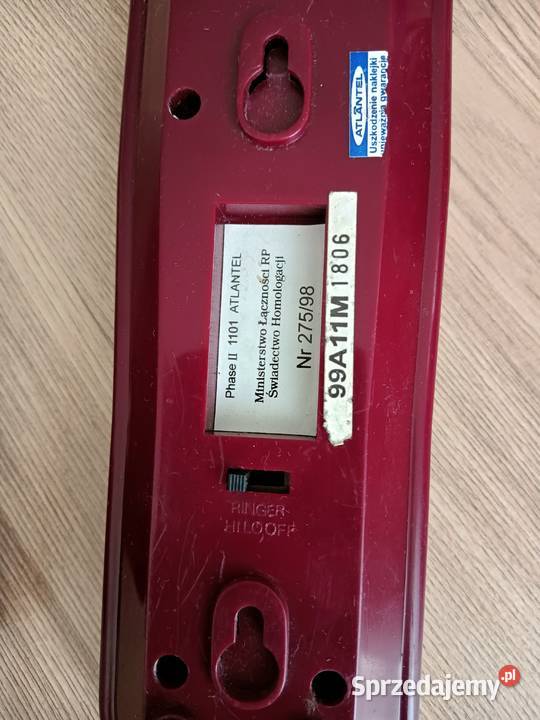 ATLANTEL
Uszkodzenie naklejki
unieważnia gwarancję
Phase II 1101 ATLANTEL
Ministerstwo Łączności RP
Świadectwo Homologacji
Nr 275/98
99A11M1806
RINGER
HI LO OFF
Sprzedajemy.pl